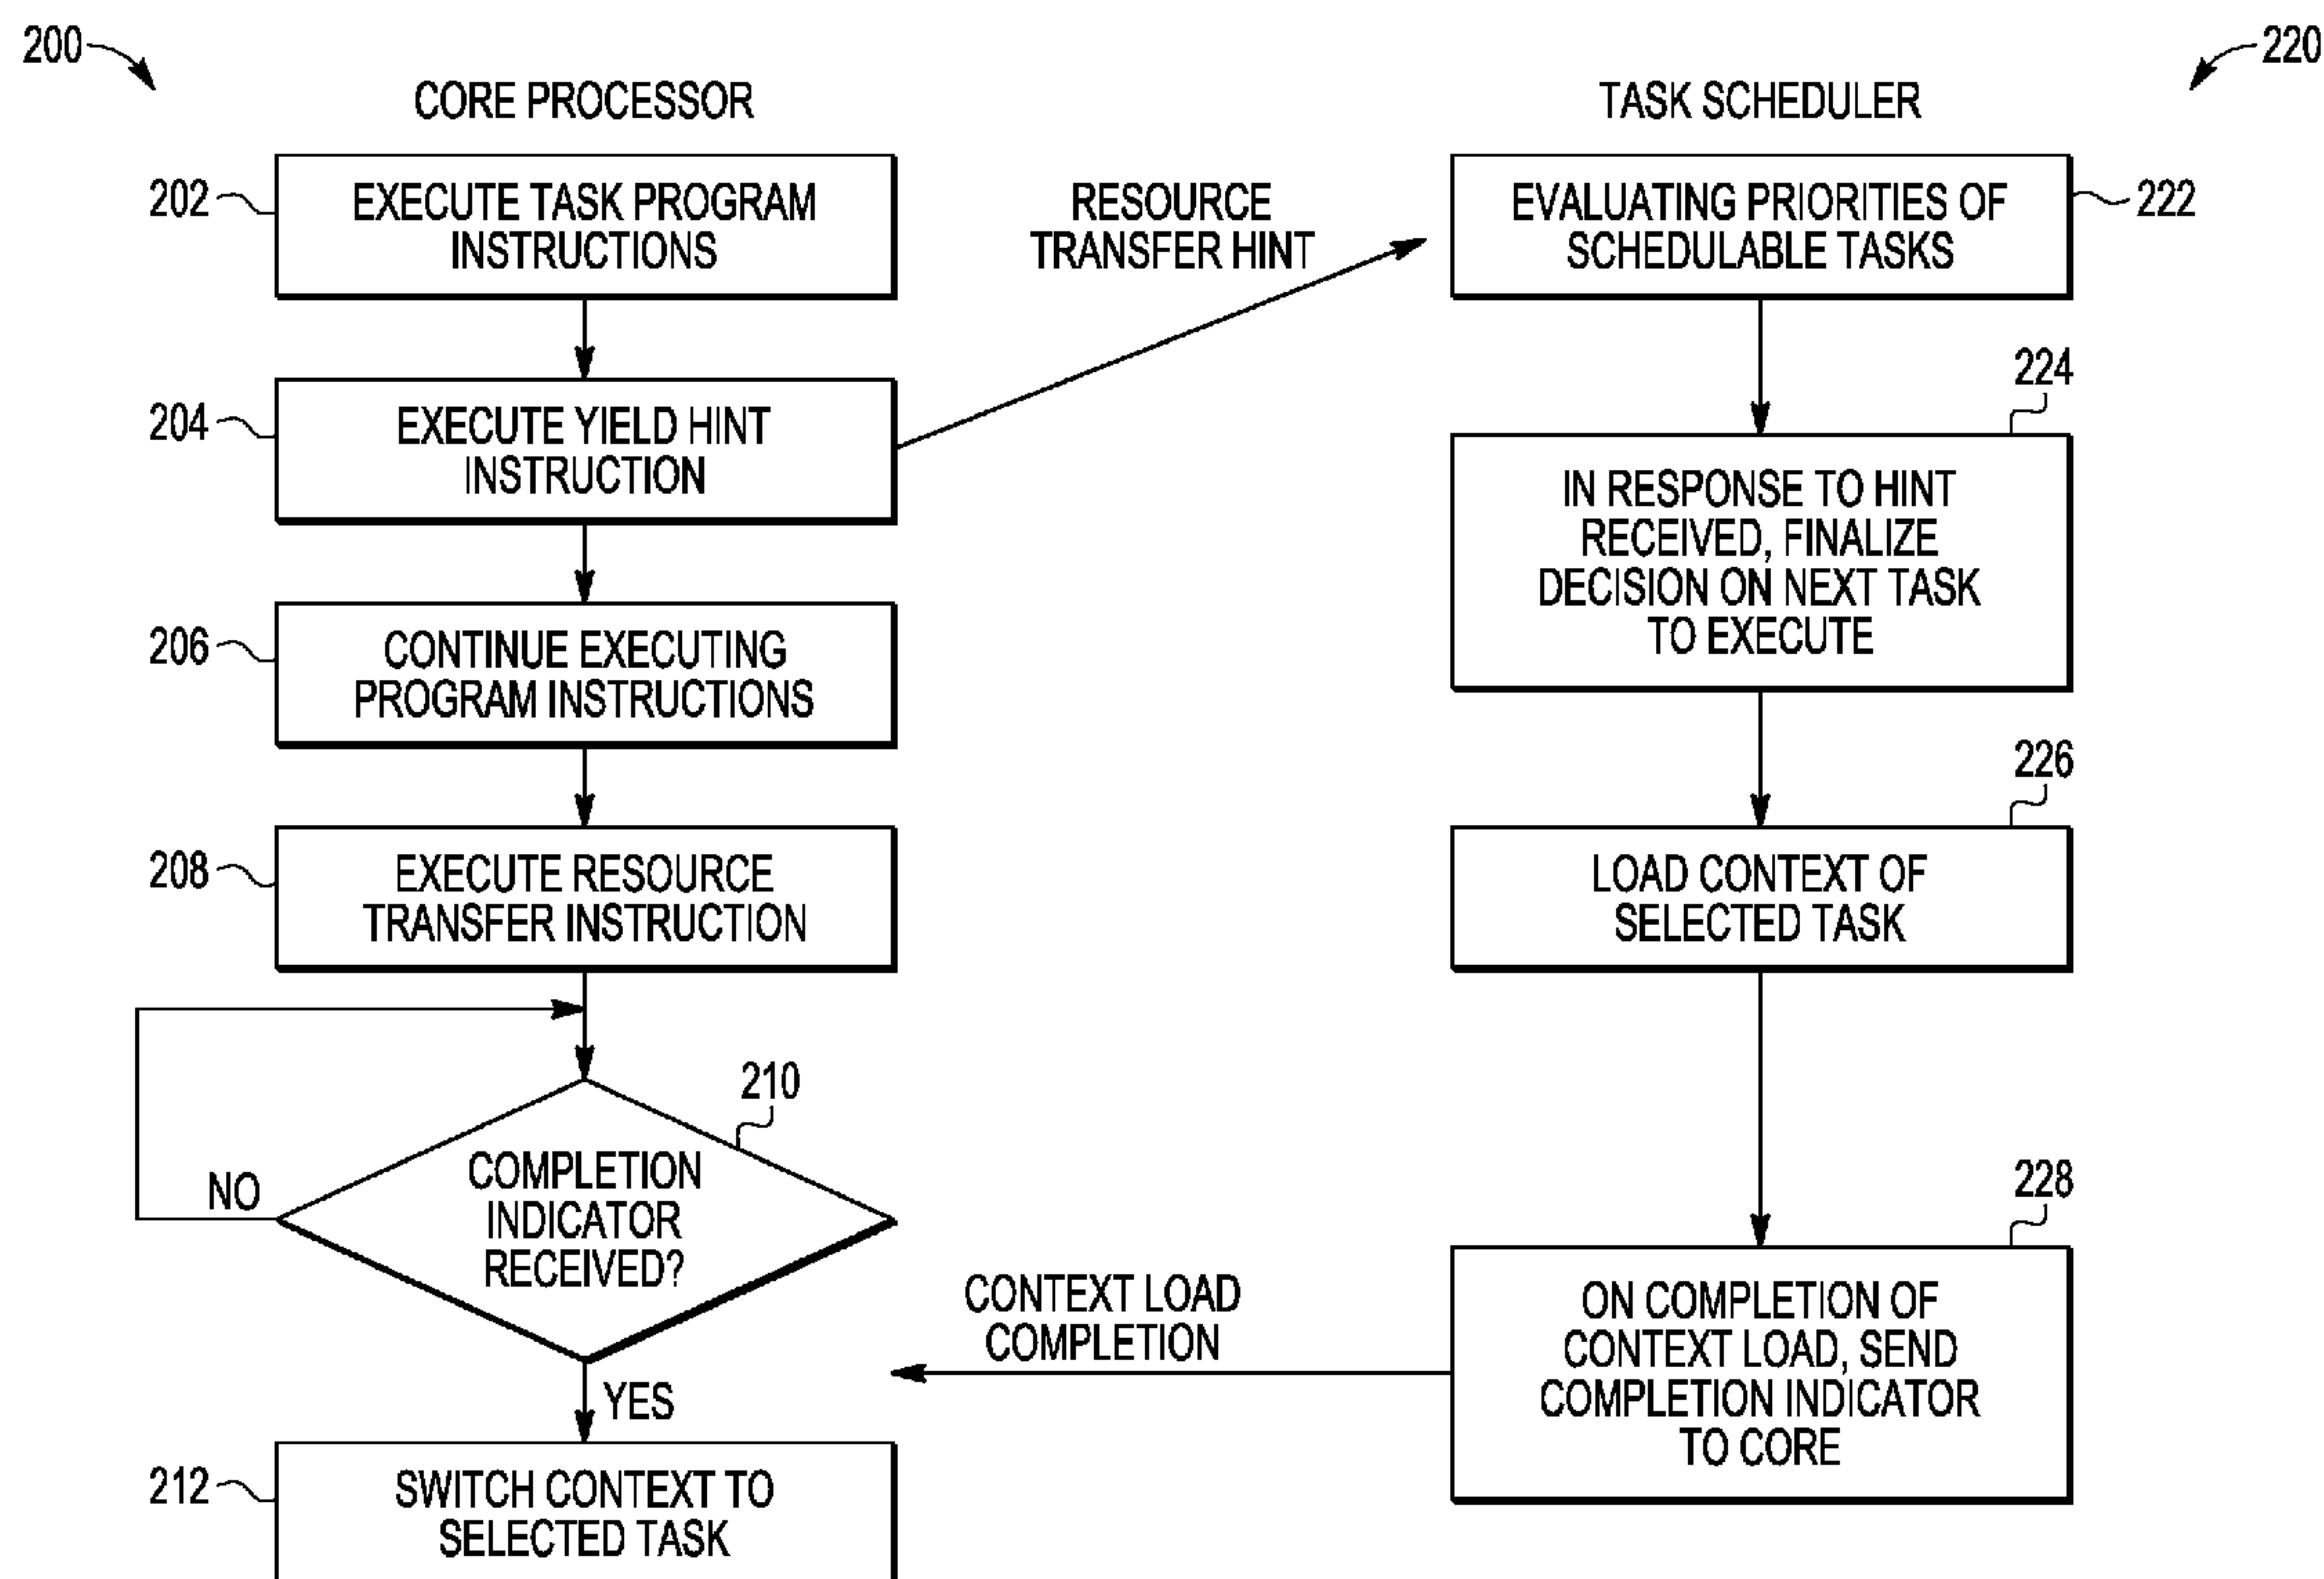 200
220
CORE PROCESSOR
TASK SCHEDULER
202
EXECUTE TASK PROGRAM
INSTRUCTIONS
RESOURCE
TRANSFER HINT
EVALUATING PRIORITIES OF
SCHEDULABLE TASKS
222
204
EXECUTE YIELD HINT
INSTRUCTION
224
IN RESPONSE TO HINT
RECEIVED, FINALIZE
DECISION ON NEXT TASK
TO EXECUTE
206
CONTINUE EXECUTING
PROGRAM INSTRUCTIONS
226
208
EXECUTE RESOURCE
TRANSFER INSTRUCTION
LOAD CONTEXT OF
SELECTED TASK
210
COMPLETION
INDICATOR
RECEIVED?
NO
YES
228
CONTEXT LOAD
COMPLETION
ON COMPLETION OF
CONTEXT LOAD, SEND
COMPLETION INDICATOR
TO CORE
212
SWITCH CONTEXT TO
SELECTED TASK